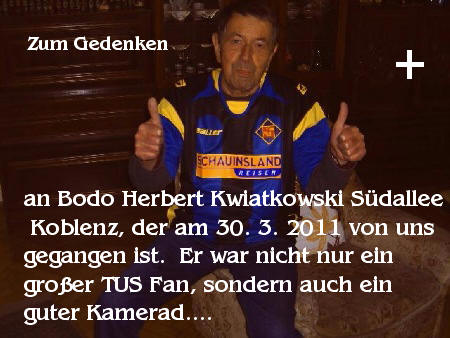 Zum Gedenken
Saller
SCHAUINSLAND
REISEN
an Bodo Herbert Kwiatkowski Südallee
Koblenz, der am 30. 3. 2011 von uns
gegangen ist. Er war nicht nur ein
großer TUS Fan, sondern auch ein
guter Kamerad....